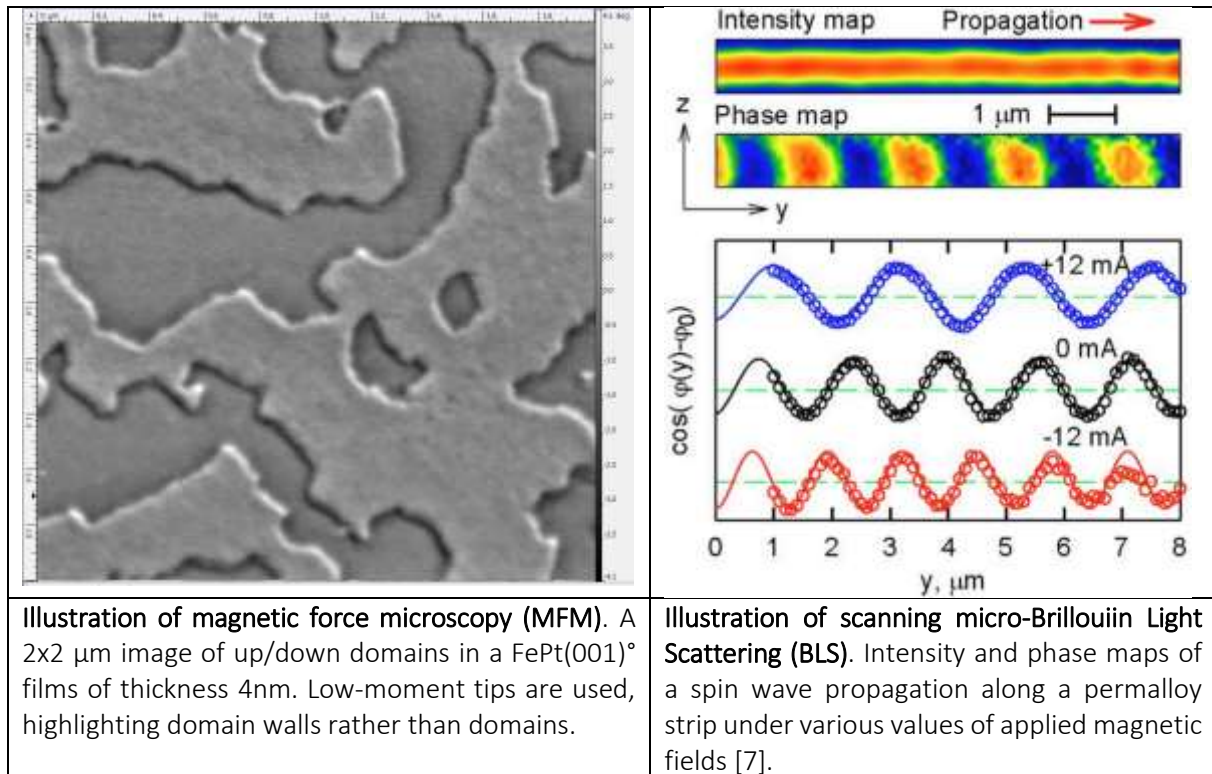 Intensity map Propagation
z
Phase map 1 μm
y
+12 mA
0 mA
-12 mA
cos( φ(y)-φ0)
0 1 2 3 4 5 6 7 8
y, μm
Illustration of magnetic force microscopy (MFM). A
2x2 μm image of up/down domains in a FePt(001)°
films of thickness 4nm. Low-moment tips are used,
highlighting domain walls rather than domains.
Illustration of scanning micro-Brillouiin Light
Scattering (BLS). Intensity and phase maps of
a spin wave propagation along a permalloy
strip under various values of applied magnetic
fields [7].